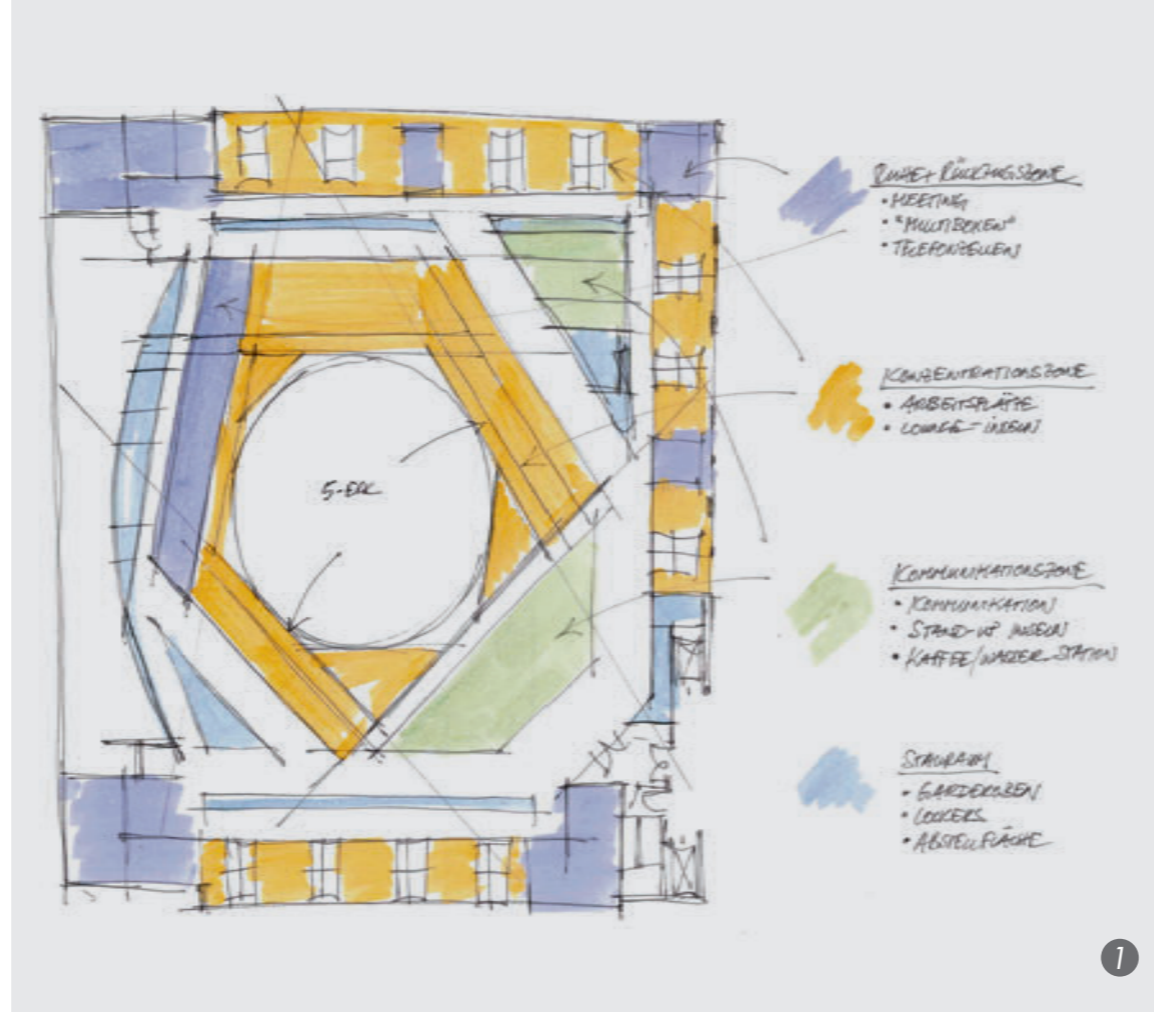 RUHE + RÜCKZUGSZONE
• MEETING
• "MULTIBOXEN"
• TELEFONZELLEN
KONZENTRATIONSZONE
• ARBEITSPLÄTZE
• LOUNGE-INSELN
5-ECK
KOMMUNIKATIONSZONE
• KOMMUNIKATION
• STAND-UP INSELN
• KAFFEE/WASSER STATION
STAURAUM
• GARDEROBEN
• LOCKERS
• ABSTELLFLÄCHE
1